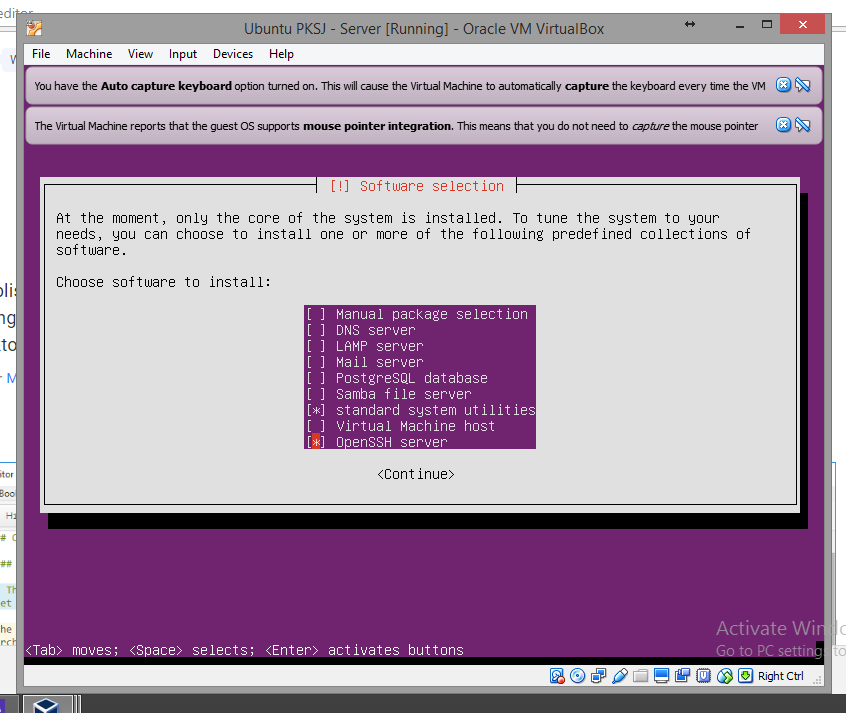 editor
Ubuntu PKSJ - Server [Running] - Oracle VM VirtualBox
File Machine View Input Devices Help
You have the Auto capture keyboard option turned on. This will cause the Virtual Machine to automatically capture the keyboard every time the VM
The Virtual Machine reports that the guest OS supports mouse pointer integration. This means that you do not need to capture the mouse pointer
[!] Software selection
At the moment, only the core of the system is installed. To tune the system to your
needs, you can choose to install one or more of the following predefined collections of
software.
Choose software to install:
[ ] Manual package selection
[ ] DNS server
[ ] LAMP server
[ ] Mail server
[ ] PostgreSQL database
[ ] Samba file server
[*] standard system utilities
[ ] Virtual Machine host
[*] OpenSSH server
<Continue>
<Tab> moves; <Space> selects; <Enter> activates buttons
Activate Windo
Go to PC settings to
Right Ctrl